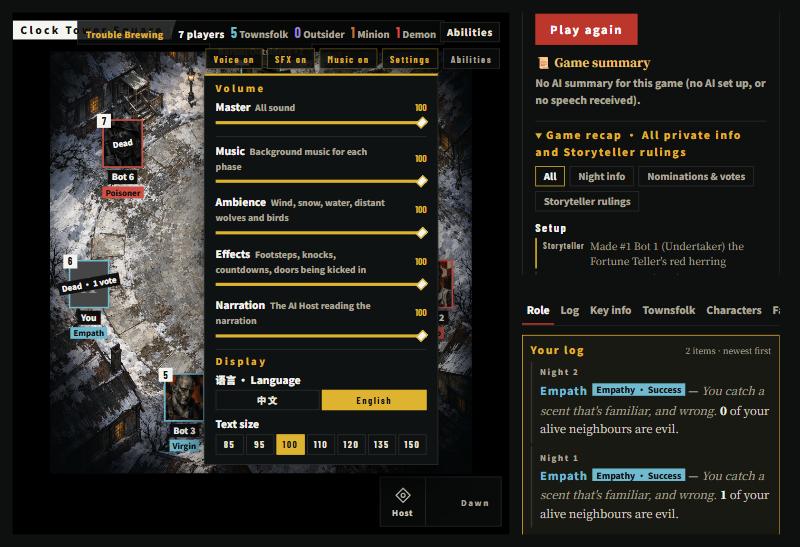 Clock To
Trouble Brewing
7 players 5 Townsfolk 0 Outsider 1 Minion 1 Demon
Abilities
Voice on
SFX on
Music on
Settings
Abilities
Volume
Master All sound 100
Music Background music for each phase 100
Ambience Wind, snow, water, distant wolves and birds 100
Effects Footsteps, knocks, countdowns, doors being kicked in 100
Narration The AI Host reading the narration 100
Display
语言 • Language
中文
English
Text size
85 95 100 110 120 135 150
7
Dead
Bot 6
Poisoner
6
Dead • 1 vote
You
Empath
5
Bot 3
Virgin
2
Host
Dawn
Play again
Game summary
No AI summary for this game (no AI set up, or
no speech received).
▾ Game recap • All private info
and Storyteller rulings
All
Night info
Nominations & votes
Storyteller rulings
Setup
Storyteller Made #1 Bot 1 (Undertaker) the
Fortune Teller's red herring
Role Log Key info Townsfolk Characters
Your log 2 items · newest first
Night 2
Empath Empathy • Success — You catch a
scent that's familiar, and wrong. 0 of your
alive neighbours are evil.
Night 1
Empath Empathy • Success — You catch a
scent that's familiar, and wrong. 1 of your
alive neighbours are evil.